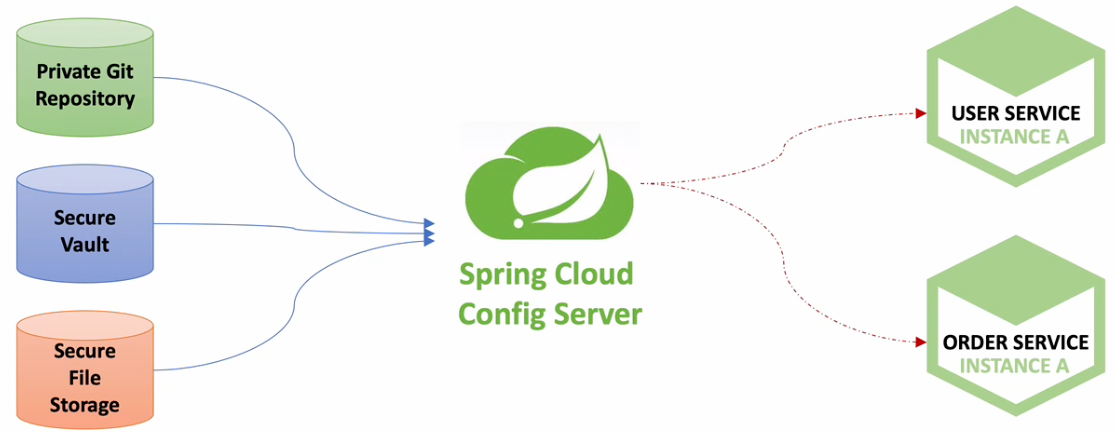 Private Git
Repository
Secure
Vault
Secure
File
Storage
Spring Cloud
Config Server
USER SERVICE
INSTANCE A
ORDER SERVICE
INSTANCE A